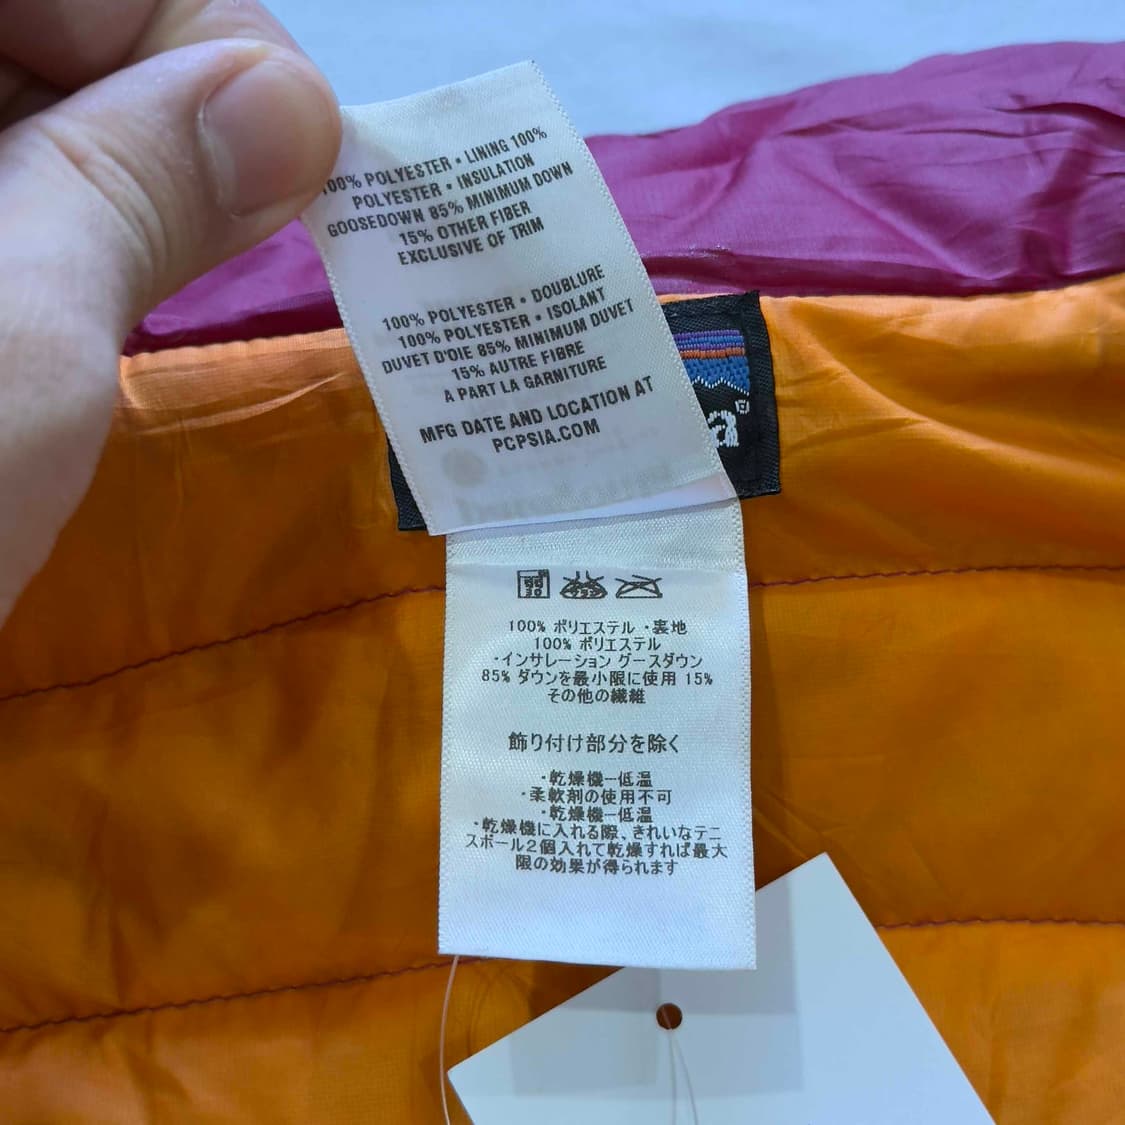 100% POLYESTER • LINING 100%
POLYESTER • INSULATION
GOOSEDOWN 85% MINIMUM DOWN
15% OTHER FIBER
EXCLUSIVE OF TRIM
100% POLYESTER • DOUBLURE
100% POLYESTER • ISOLANT
DUVET D'OIE 85% MINIMUM DUVET
15% AUTRE FIBRE
A PART LA GARNITURE
MFG DATE AND LOCATION AT
PCPSIA.COM
a®
100% ポリエステル ・裏地
100% ポリエステル
・インサレーション グースダウン
85% ダウンを最小限に使用 15%
その他の繊維
飾り付け部分を除く
・乾燥機−低温
・柔軟剤の使用不可
・乾燥機−低温
・乾燥機に入れる際、きれいなテニ
スボール2個入れて乾燥すれば最大
限の効果が得られます